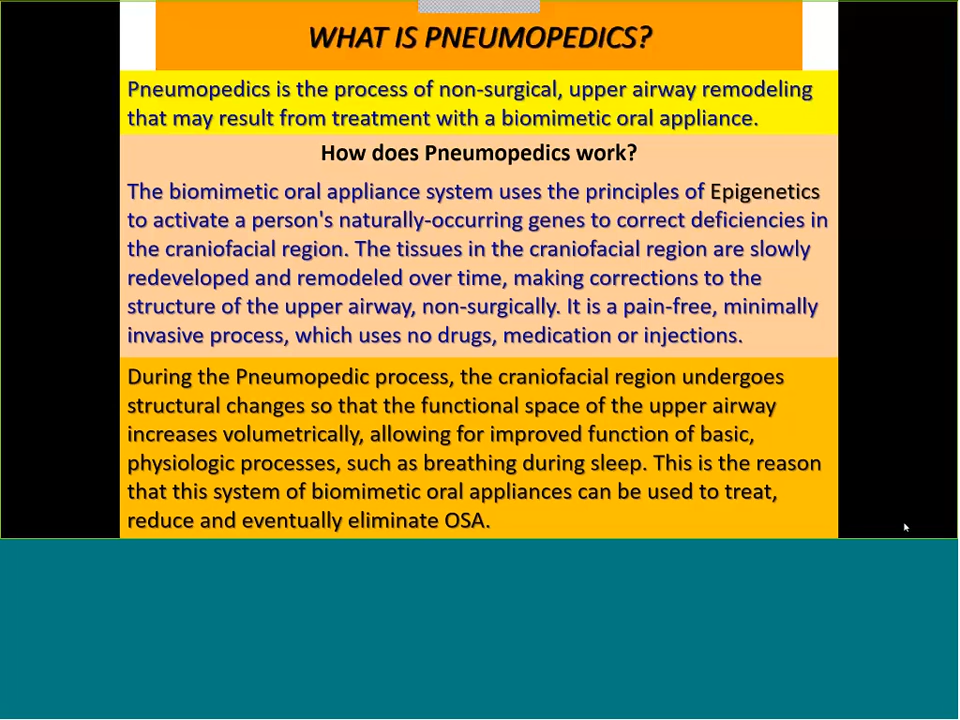 WHAT IS PNEUMOPEDICS?
Pneumopedics is the process of non-surgical, upper airway remodeling
that may result from treatment with a biomimetic oral appliance.
How does Pneumopedics work?
The biomimetic oral appliance system uses the principles of Epigenetics
to activate a person's naturally-occurring genes to correct deficiencies in
the craniofacial region. The tissues in the craniofacial region are slowly
redeveloped and remodeled over time, making corrections to the
structure of the upper airway, non-surgically. It is a pain-free, minimally
invasive process, which uses no drugs, medication or injections.
During the Pneumopedic process, the craniofacial region undergoes
structural changes so that the functional space of the upper airway
increases volumetrically, allowing for improved function of basic,
physiologic processes, such as breathing during sleep. This is the reason
that this system of biomimetic oral appliances can be used to treat,
reduce and eventually eliminate OSA.